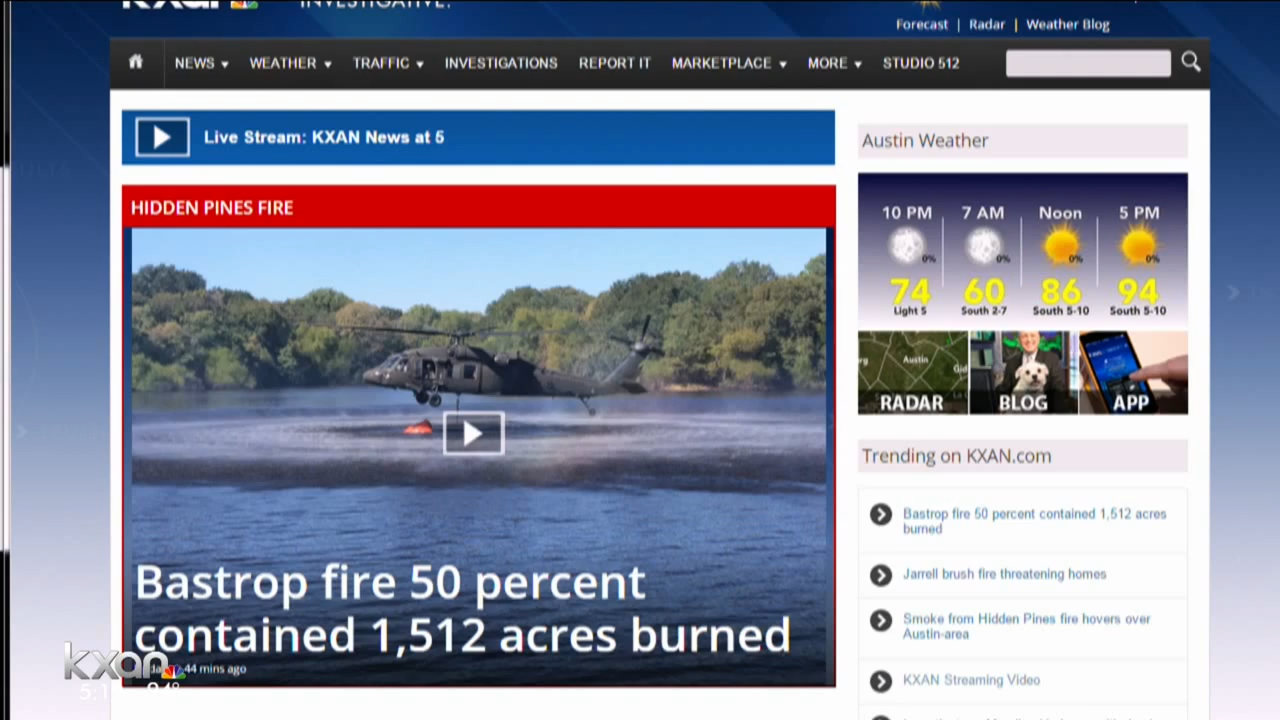 kxan
INVESTIGATIVE.
Forecast | Radar | Weather Blog
NEWS WEATHER TRAFFIC INVESTIGATIONS REPORT IT MARKETPLACE MORE STUDIO 512
Live Stream: KXAN News at 5
HIDDEN PINES FIRE
Bastrop fire 50 percent
contained 1,512 acres burned
44 mins ago
kxan
94°
Austin Weather
10 PM 7 AM Noon 5 PM
0% 0% 0% 0%
74 60 86 94
Light 5 South 2-7 South 5-10 South 5-10
Austin
RADAR BLOG APP
Trending on KXAN.com
Bastrop fire 50 percent contained 1,512 acres
burned
Jarrell brush fire threatening homes
Smoke from Hidden Pines fire hovers over
Austin-area
KXAN Streaming Video